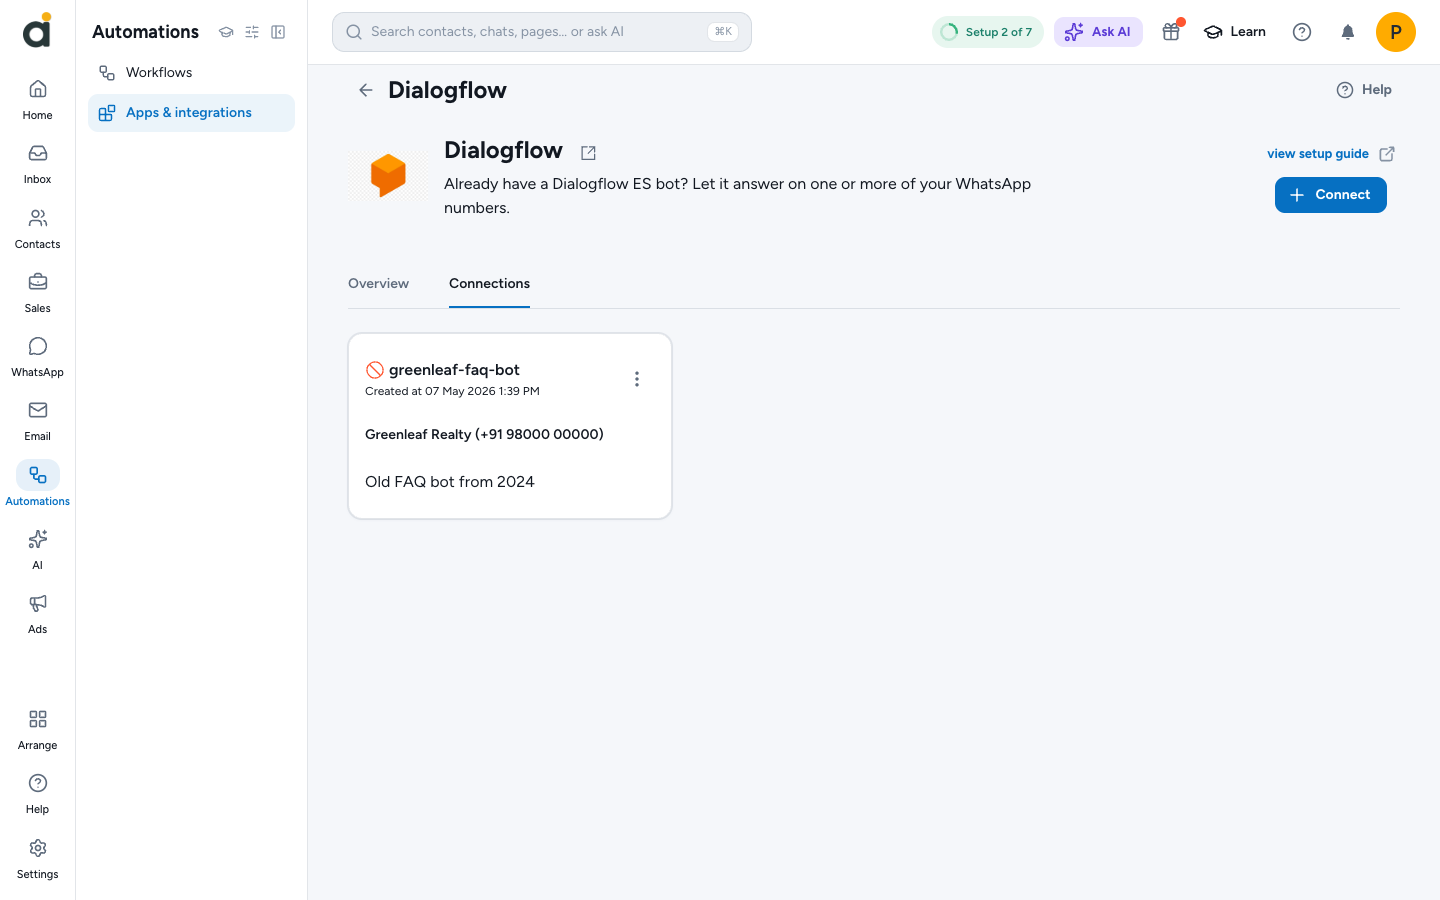 Automations
Search contacts, chats, pages... or ask AI
⌘K
Setup 2 of 7
Ask AI
Learn
P
Home
Inbox
Contacts
Sales
WhatsApp
Email
Automations
AI
Ads
Arrange
Help
Settings
Workflows
Apps & integrations
Dialogflow
Help
Dialogflow
Already have a Dialogflow ES bot? Let it answer on one or more of your WhatsApp
numbers.
view setup guide
Connect
Overview
Connections
greenleaf-faq-bot
Created at 07 May 2026 1:39 PM
Greenleaf Realty (+91 98000 00000)
Old FAQ bot from 2024